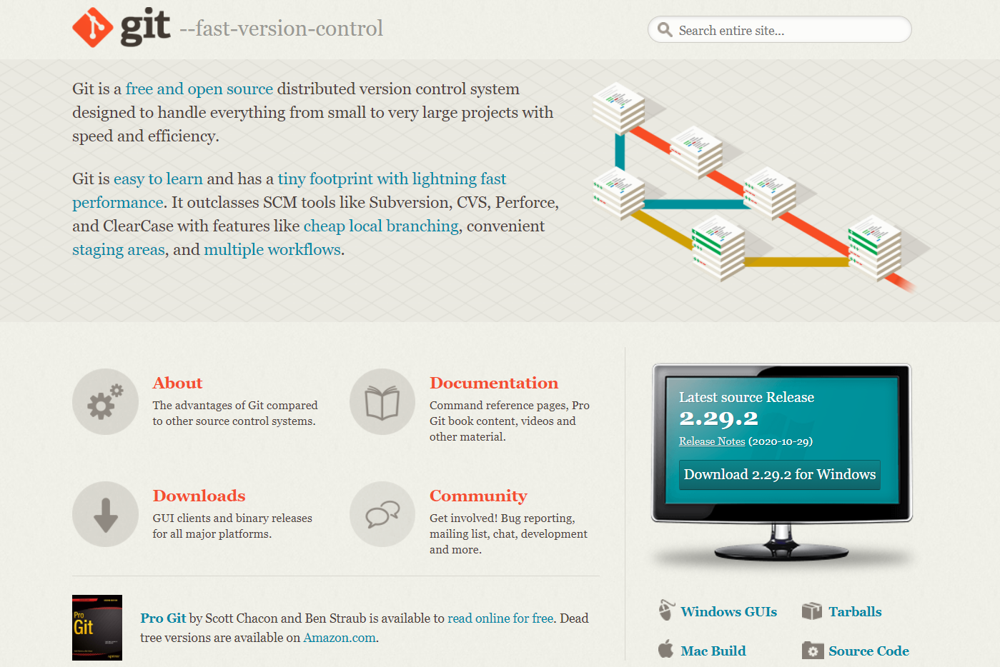 git --fast-version-control
Search entire site...
Git is a free and open source distributed version control system
designed to handle everything from small to very large projects with
speed and efficiency.
Git is easy to learn and has a tiny footprint with lightning fast
performance. It outclasses SCM tools like Subversion, CVS, Perforce,
and ClearCase with features like cheap local branching, convenient
staging areas, and multiple workflows.
About
The advantages of Git compared
to other source control systems.
Documentation
Command reference pages, Pro
Git book content, videos and
other material.
Downloads
GUI clients and binary releases
for all major platforms.
Community
Get involved! Bug reporting,
mailing list, chat, development
and more.
Pro
Git
Pro Git by Scott Chacon and Ben Straub is available to read online for free. Dead
tree versions are available on Amazon.com.
Latest source Release
2.29.2
Release Notes (2020-10-29)
Download 2.29.2 for Windows
Windows GUIs
Tarballs
Mac Build
Source Code